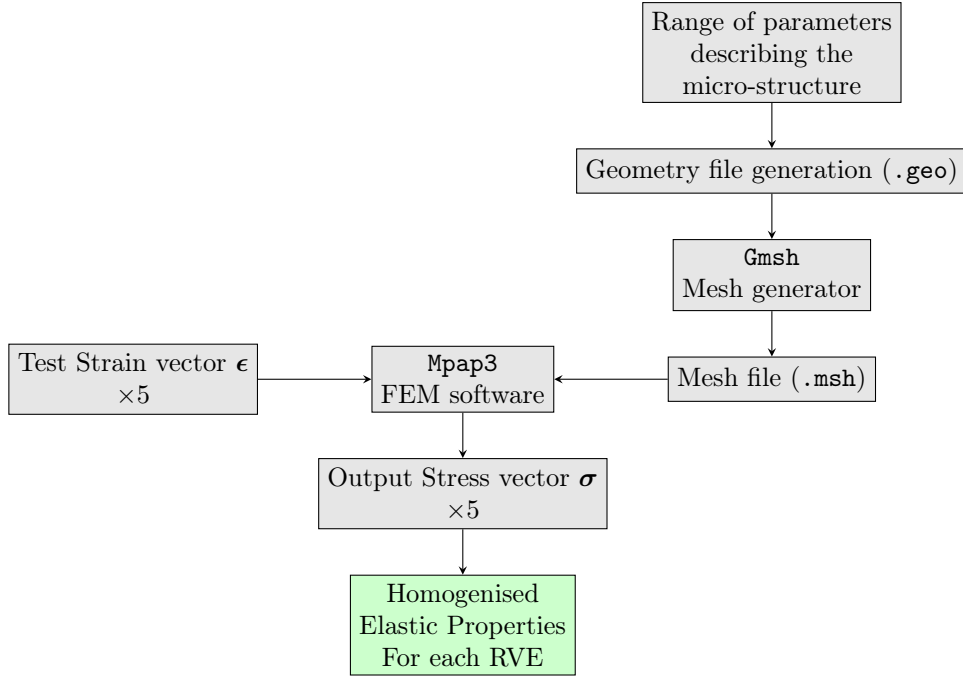 Range of parameters
describing the
micro-structure
Geometry file generation (.geo)
Gmsh
Mesh generator
Test Strain vector ϵ
×5
Mpap3
FEM software
Mesh file (.msh)
Output Stress vector σ
×5
Homogenised
Elastic Properties
For each RVE